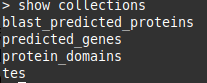 > show collections
blast_predicted_proteins
predicted_genes
protein_domains
tes